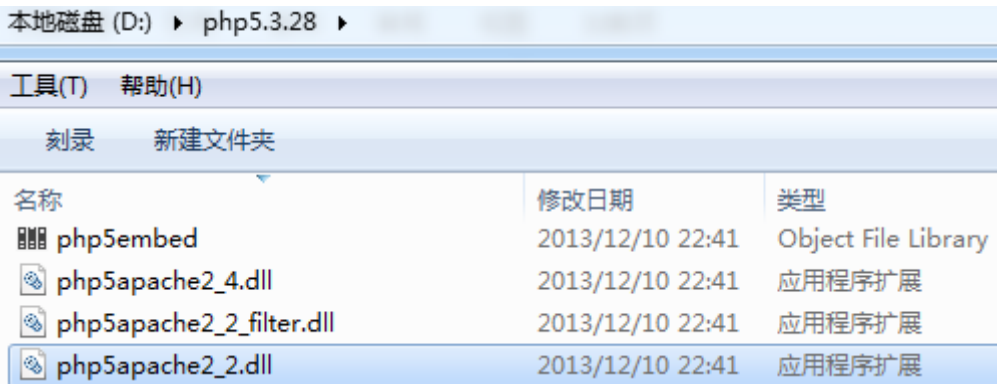 本地磁盘 (D:) ▸ php5.3.28 ▸
工具(T) 帮助(H)
刻录 新建文件夹
名称 修改日期 类型
php5embed 2013/12/10 22:41 Object File Library
php5apache2_4.dll 2013/12/10 22:41 应用程序扩展
php5apache2_2_filter.dll 2013/12/10 22:41 应用程序扩展
php5apache2_2.dll 2013/12/10 22:41 应用程序扩展